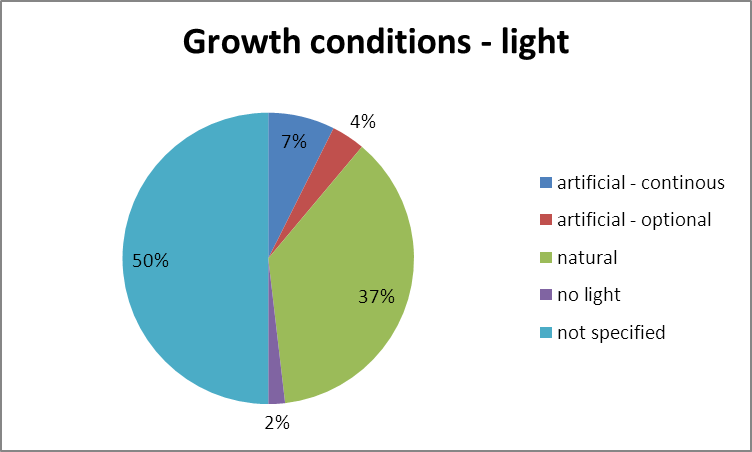 Growth conditions - light
7%
4%
37%
2%
50%
artificial - continous
artificial - optional
natural
no light
not specified